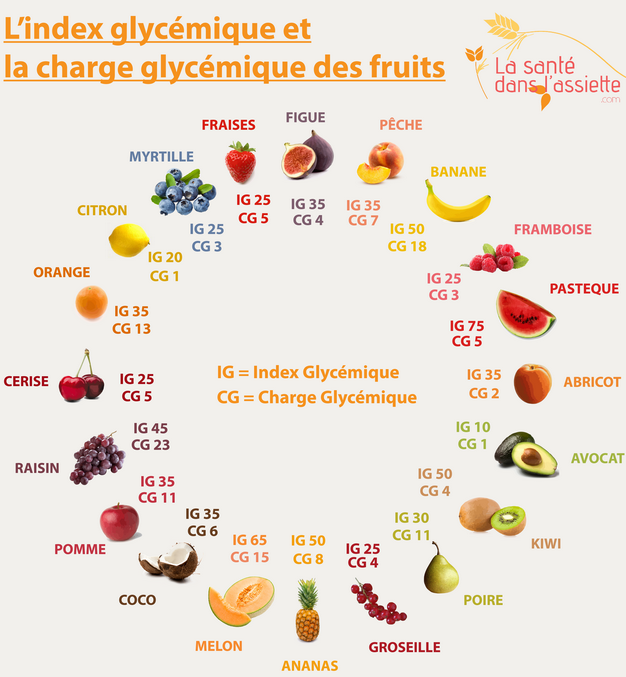 L'index glycémique et
la charge glycémique des fruits
La santé
dans l'assiette
.com
FIGUE
IG 35
CG 4
PÊCHE
IG 35
CG 7
BANANE
IG 50
CG 18
FRAMBOISE
IG 25
CG 3
PASTEQUE
IG 75
CG 5
ABRICOT
IG 35
CG 2
AVOCAT
IG 10
CG 1
KIWI
IG 50
CG 4
POIRE
IG 30
CG 11
GROSEILLE
IG 25
CG 4
ANANAS
IG 50
CG 8
MELON
IG 65
CG 15
COCO
IG 35
CG 6
POMME
IG 35
CG 11
RAISIN
IG 45
CG 23
CERISE
IG 25
CG 5
ORANGE
IG 35
CG 13
CITRON
IG 20
CG 1
MYRTILLE
IG 25
CG 3
FRAISES
IG 25
CG 5
IG = Index Glycémique
CG = Charge Glycémique